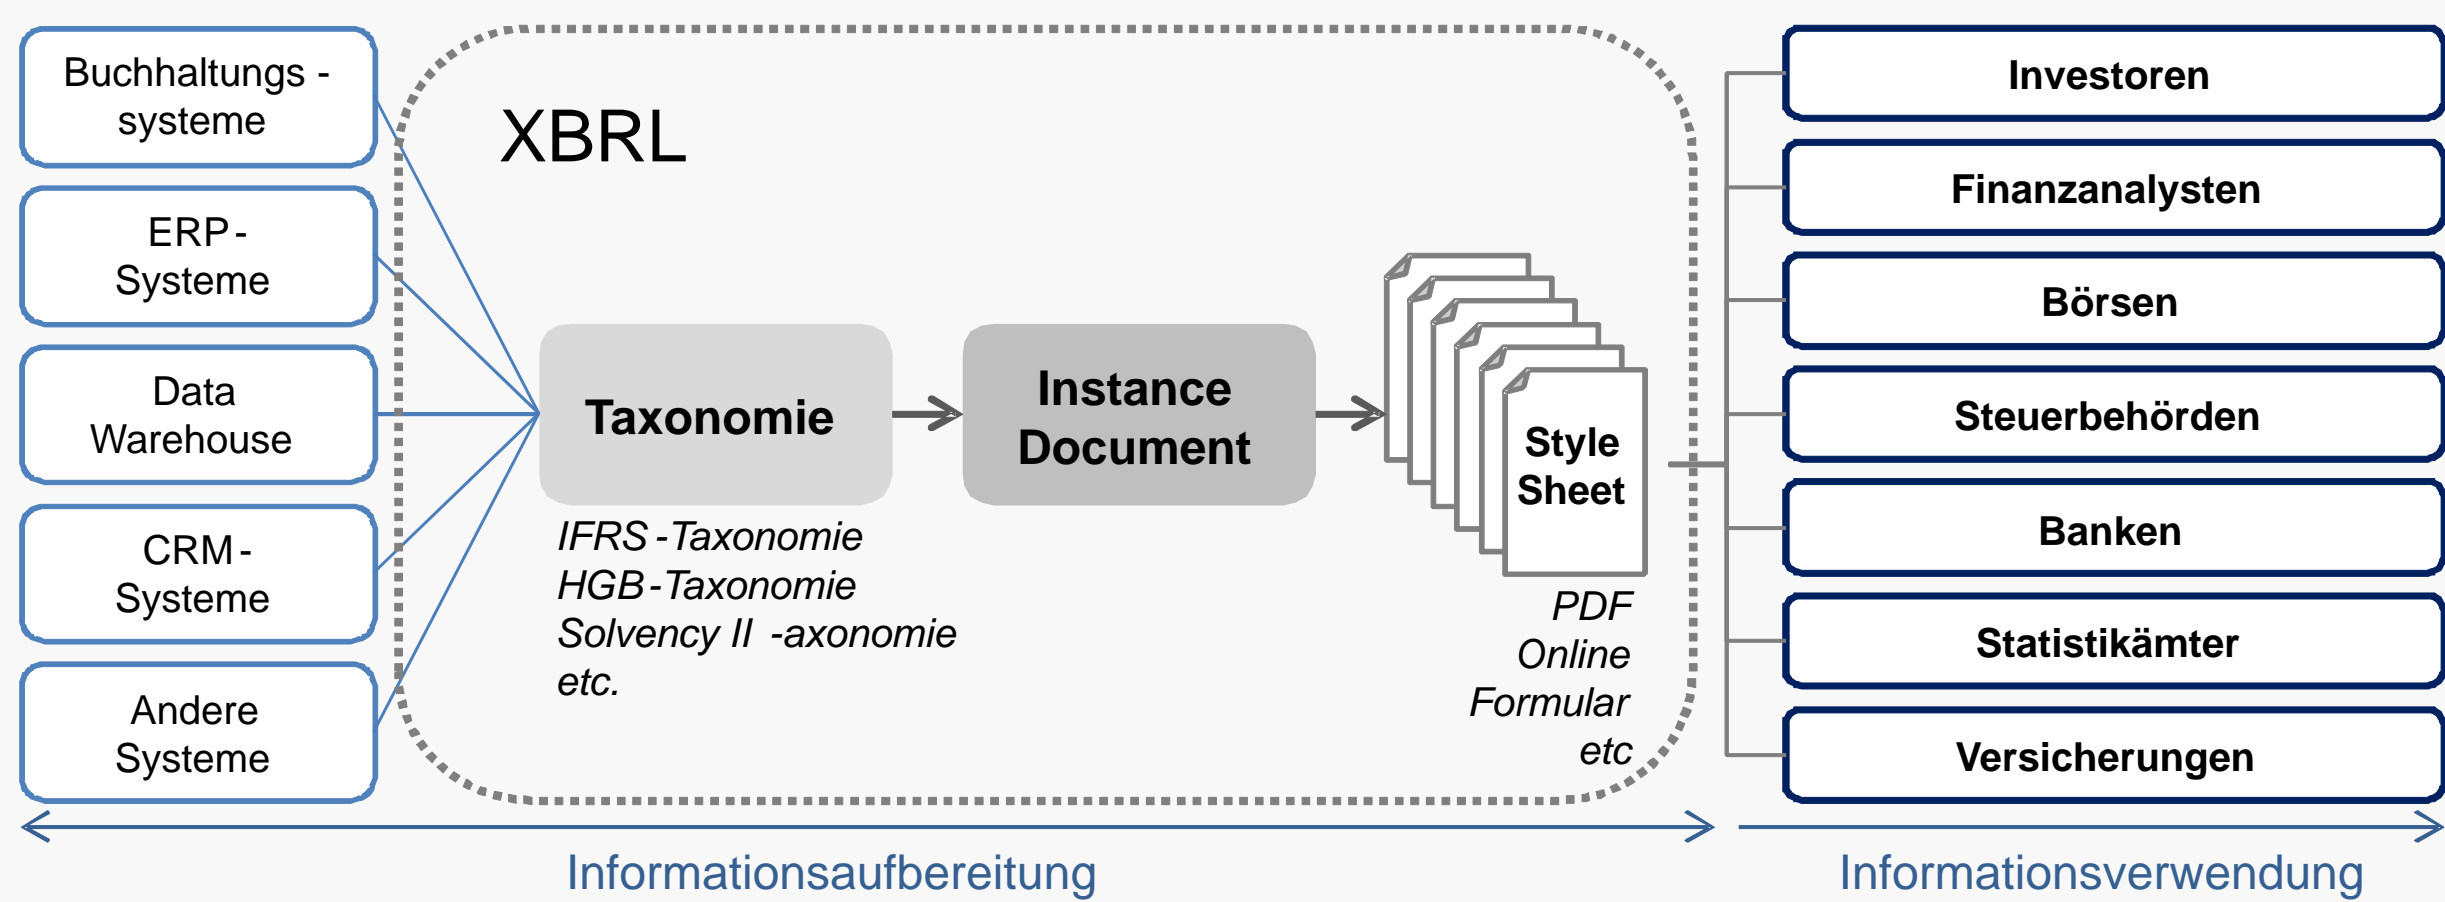 Buchhaltungs -
systeme
ERP-
Systeme
Data
Warehouse
CRM-
Systeme
Andere
Systeme
XBRL
Taxonomie
IFRS-Taxonomie
HGB-Taxonomie
Solvency II -axonomie
etc.
Instance
Document
Style
Sheet
PDF
Online
Formular
etc
Investoren
Finanzanalysten
Börsen
Steuerbehörden
Banken
Statistikämter
Versicherungen
Informationsaufbereitung
Informationsverwendung